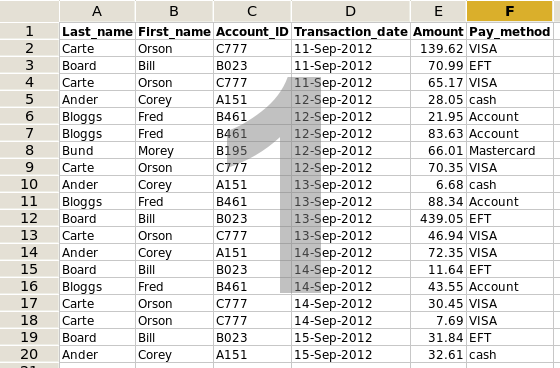 A B C D E F
1 Last_name First_name Account_ID Transaction_date Amount Pay_method
2 Carte Orson C777 11-Sep-2012 139.62 VISA
3 Board Bill B023 11-Sep-2012 70.99 EFT
4 Carte Orson C777 11-Sep-2012 65.17 VISA
5 Ander Corey A151 12-Sep-2012 28.05 cash
6 Bloggs Fred B461 12-Sep-2012 21.95 Account
7 Bloggs Fred B461 12-Sep-2012 83.63 Account
8 Bund Morey B195 12-Sep-2012 66.01 Mastercard
9 Carte Orson C777 12-Sep-2012 70.35 VISA
10 Ander Corey A151 13-Sep-2012 6.68 cash
11 Bloggs Fred B461 13-Sep-2012 88.34 Account
12 Board Bill B023 13-Sep-2012 439.05 EFT
13 Carte Orson C777 13-Sep-2012 46.94 VISA
14 Ander Corey A151 14-Sep-2012 72.35 VISA
15 Board Bill B023 14-Sep-2012 11.64 EFT
16 Bloggs Fred B461 14-Sep-2012 43.55 Account
17 Carte Orson C777 14-Sep-2012 30.45 VISA
18 Carte Orson C777 14-Sep-2012 7.69 VISA
19 Board Bill B023 15-Sep-2012 31.84 EFT
20 Ander Corey A151 15-Sep-2012 32.61 cash
1